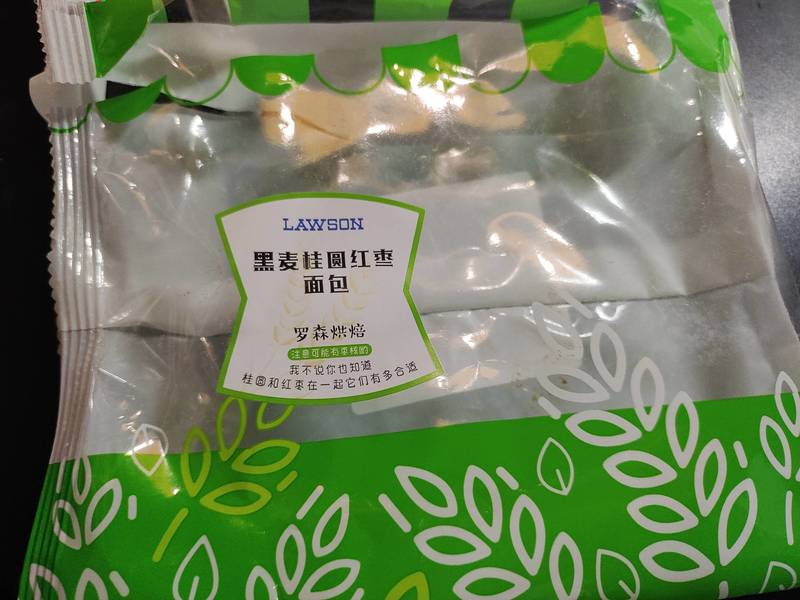 LAWSON
黑麦桂圆红枣
面包
罗森烘焙
注意可能有枣核的
我不说你也知道
桂圆和红枣在一起它们有多合适